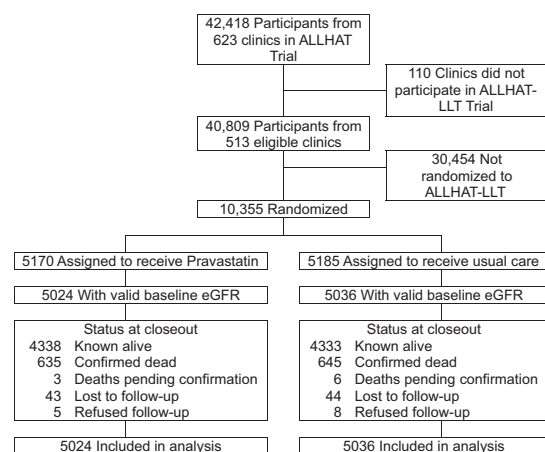 42,418 Participants from
623 clinics in ALLHAT
Trial
110 Clinics did not
participate in ALLHAT-
LLT Trial
40,809 Participants from
513 eligible clinics
30,454 Not
randomized to
ALLHAT-LLT
10,355 Randomized
5170 Assigned to receive Pravastatin
5024 With valid baseline eGFR
Status at closeout
4338 Known alive
635 Confirmed dead
3 Deaths pending confirmation
43 Lost to follow-up
5 Refused follow-up
5024 Included in analysis
5185 Assigned to receive usual care
5036 With valid baseline eGFR
Status at closeout
4333 Known alive
645 Confirmed dead
6 Deaths pending confirmation
44 Lost to follow-up
8 Refused follow-up
5036 Included in analysis